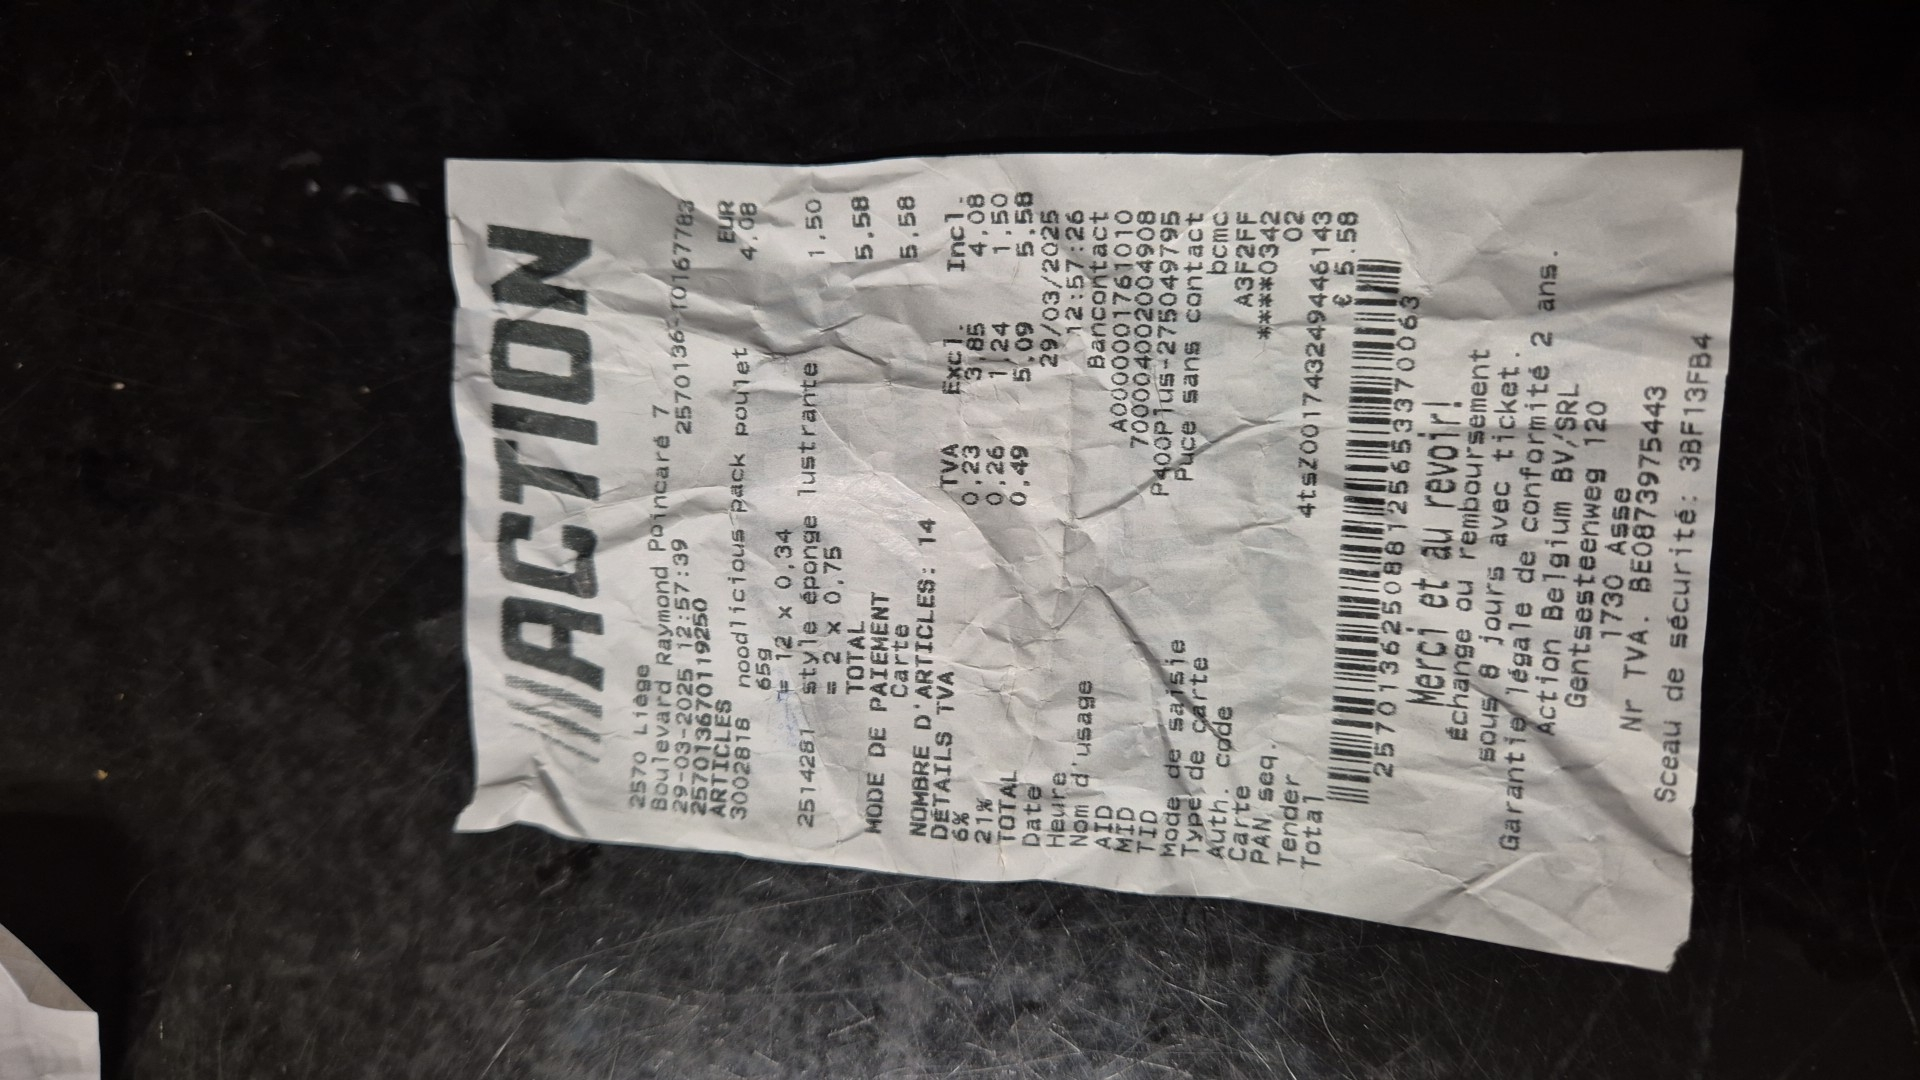 ACTION
2570 Liège
Boulevard Raymond Poincaré 7
29-03-2025 12:57:39 2570136-T0167783
257013670119250
ARTICLES EUR
3002818 noodlicious pack poulet 4,08
65g
= 12 x 0,34
2514281 style éponge lustrante 1,50
= 2 x 0,75
TOTAL 5,58
MODE DE PAIEMENT
Carte 5,58
NOMBRE D'ARTICLES: 14
DÉTAILS TVA TVA Excl. Incl.
6% 0,23 3,85 4,08
21% 0,26 1,24 1,50
TOTAL 0,49 5,09 5,58
Date 29/03/2025
Heure 12:57:26
Nom d'usage Bancontact
AID A0000001761010
MID 700004002004908
TID P400Plus-275049795
Mode de saisie Puce sans contact
Type de carte bcmc
Auth. code A3F2FF
Carte ****0342
PAN seq. 02
Tender 4tsZ001743249446143
Total € 5.58
257013625088125653370063
Merci et au revoir!
Échange ou remboursement
sous 8 jours avec ticket.
Garantie légale de conformité 2 ans.
Action Belgium BV/SRL
Gentsesteenweg 120
1730 Asse
Nr TVA. BE0873975443
Sceau de sécurité: 3BF13FB4